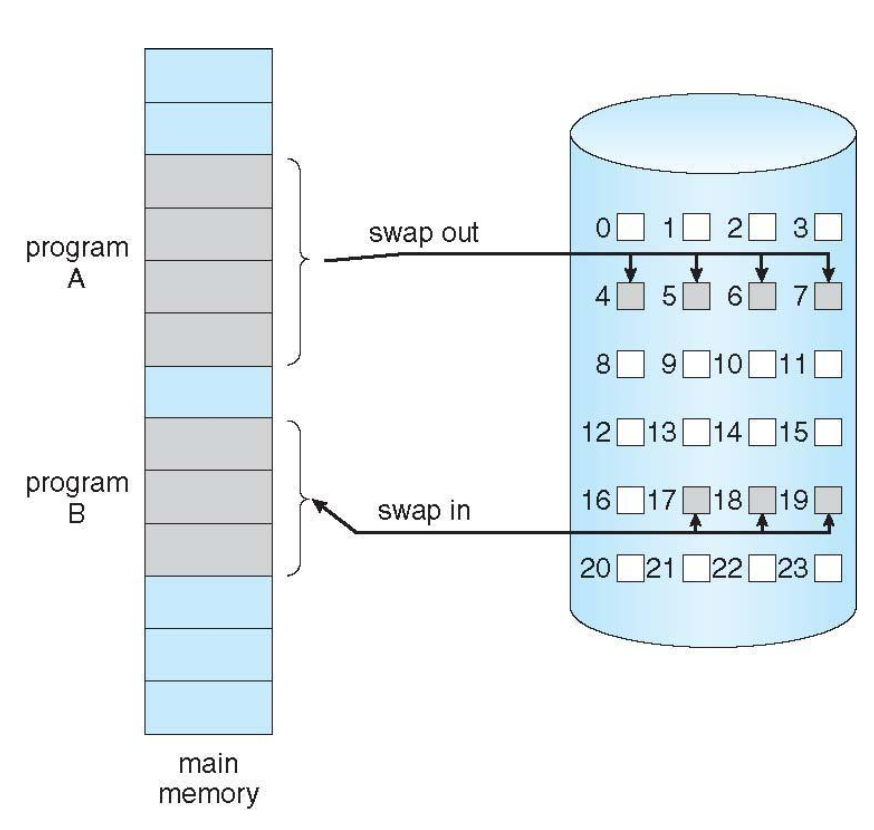 program
A
program
B
main
memory
swap out
swap in
0 1 2 3
4 5 6 7
8 9 10 11
12 13 14 15
16 17 18 19
20 21 22 23